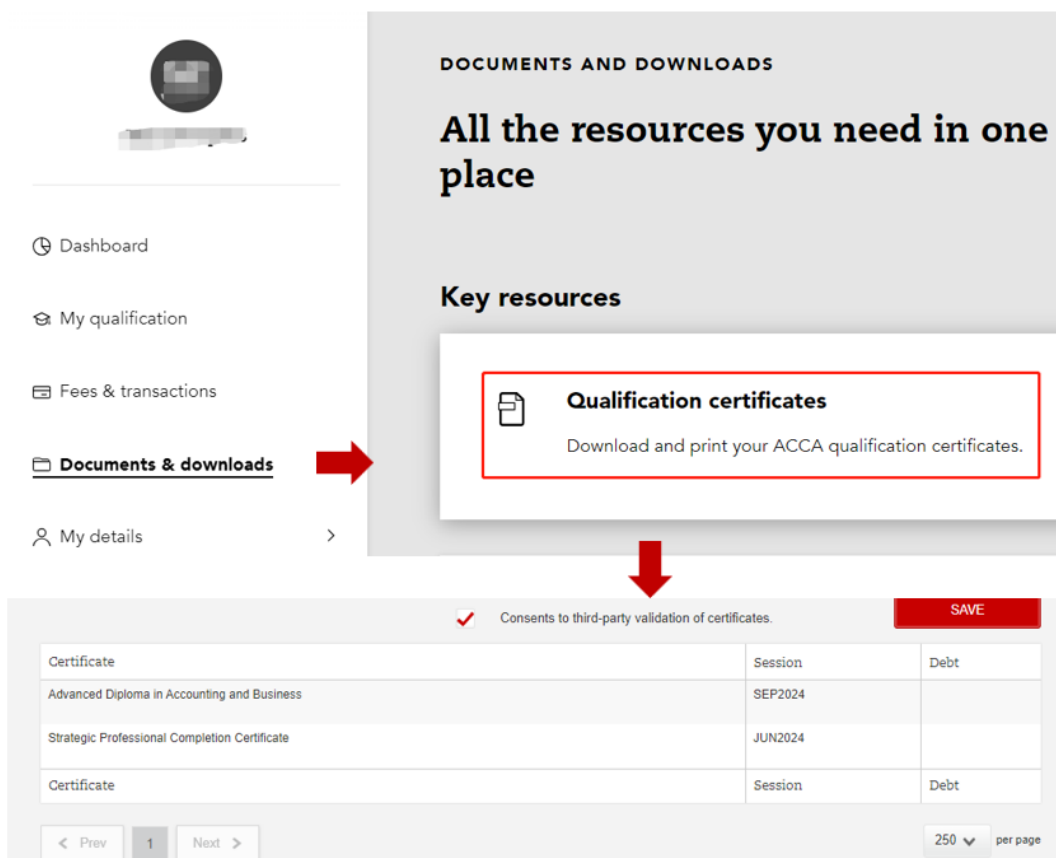 DOCUMENTS AND DOWNLOADS
All the resources you need in one
place
Dashboard
My qualification
Fees & transactions
Documents & downloads
My details
Key resources
Qualification certificates
Download and print your ACCA qualification certificates.
Consents to third-party validation of certificates.
SAVE
Certificate Session Debt
Advanced Diploma in Accounting and Business SEP2024
Strategic Professional Completion Certificate JUN2024
Certificate Session Debt
Prev 1 Next 250 per page